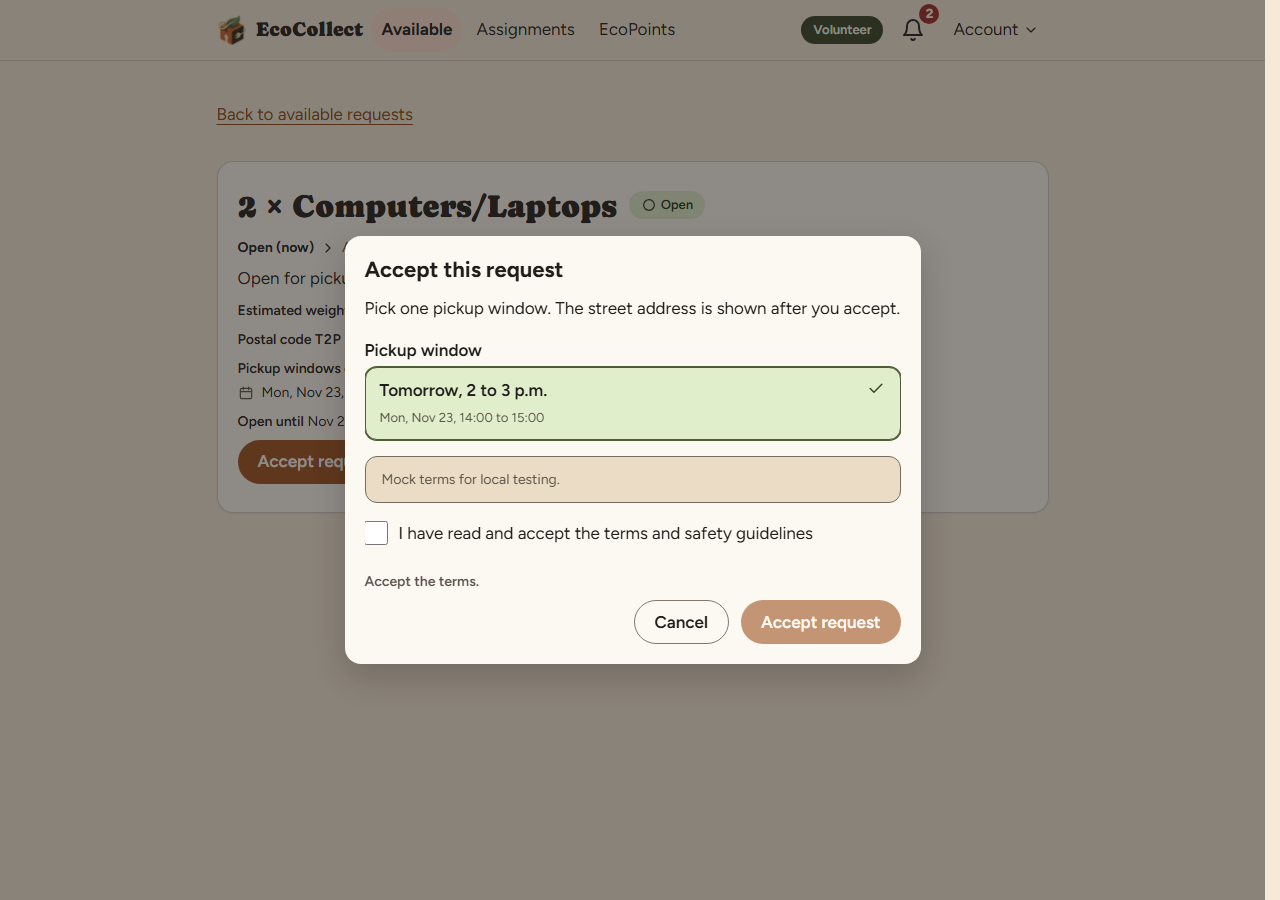 EcoCollect Available Assignments EcoPoints Volunteer 2 Account
Back to available requests
2 × Computers/Laptops Open
Open (now)
Open for
Estimated
Postal code T2P
Pickup windows
Mon, Nov 23,
Open until Nov
Accept
Accept this request
Pick one pickup window. The street address is shown after you accept.
Pickup window
Tomorrow, 2 to 3 p.m.
Mon, Nov 23, 14:00 to 15:00
Mock terms for local testing.
I have read and accept the terms and safety guidelines
Accept the terms.
Cancel Accept request